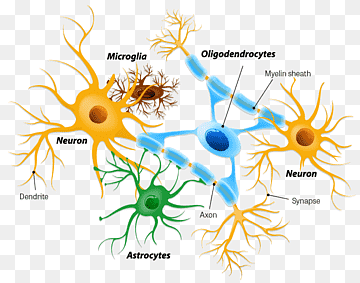 Oligodendrocytes
Microglia
Myelin sheath
Neuron
Neuron
Dendrite
Synapse
Axon
Astrocytes